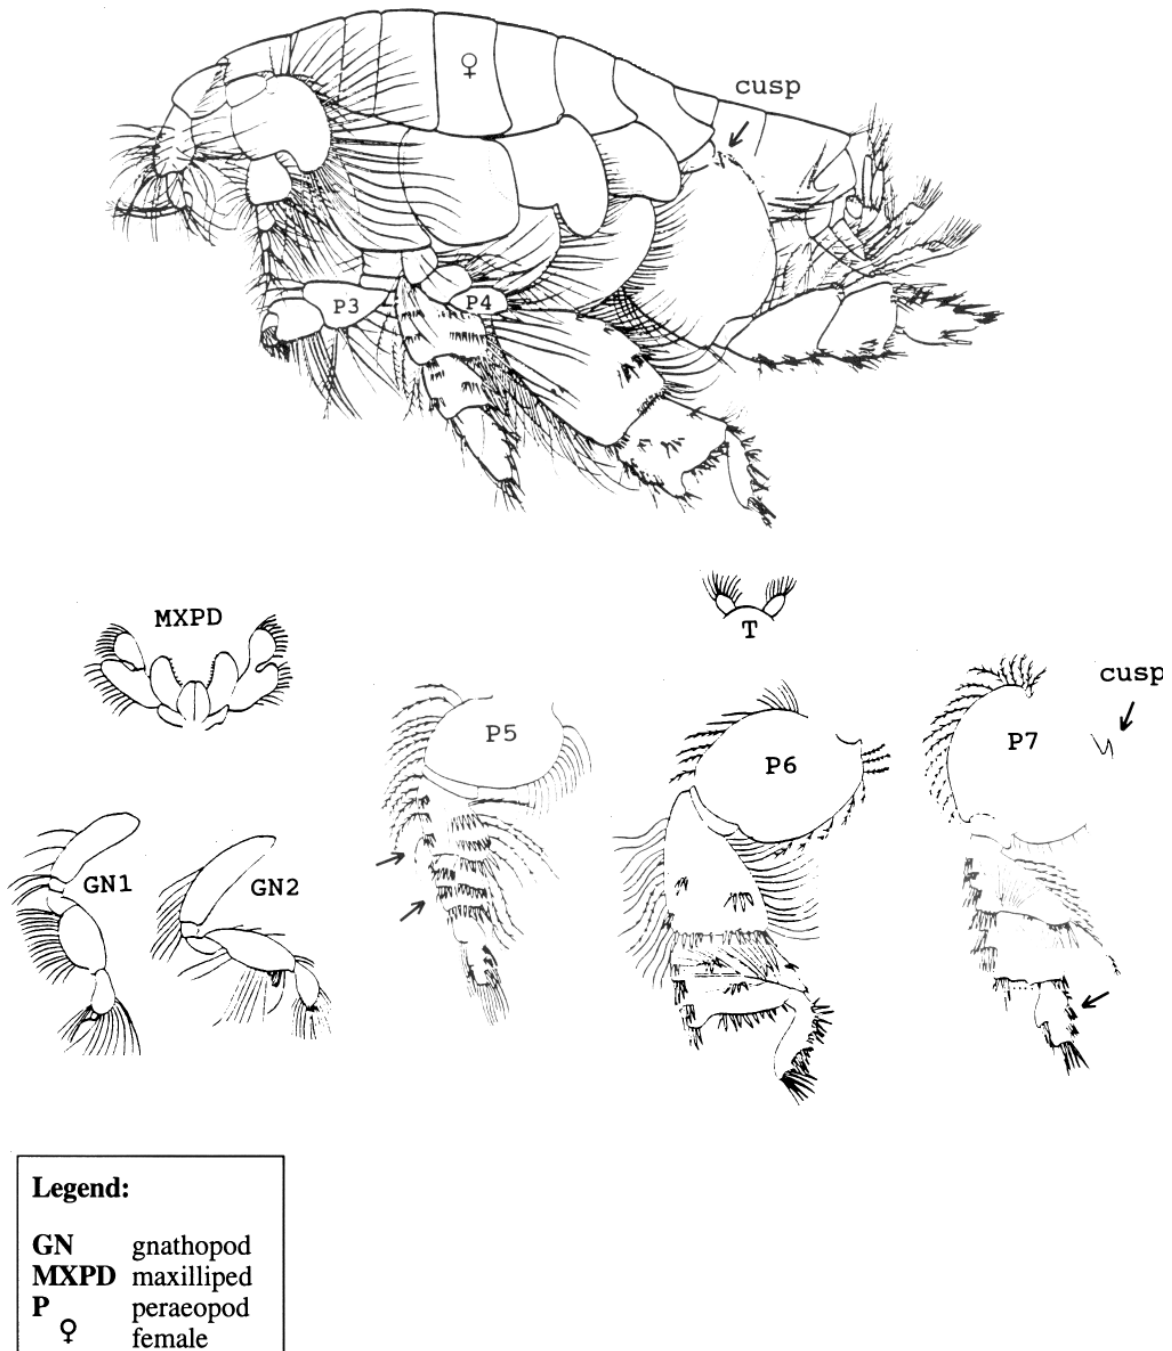 ♀
cusp
P3
P4
MXPD
T
P5
P6
P7
cusp
GN1
GN2
Legend:
GN gnathopod
MXPD maxilliped
P peraeopod
♀ female